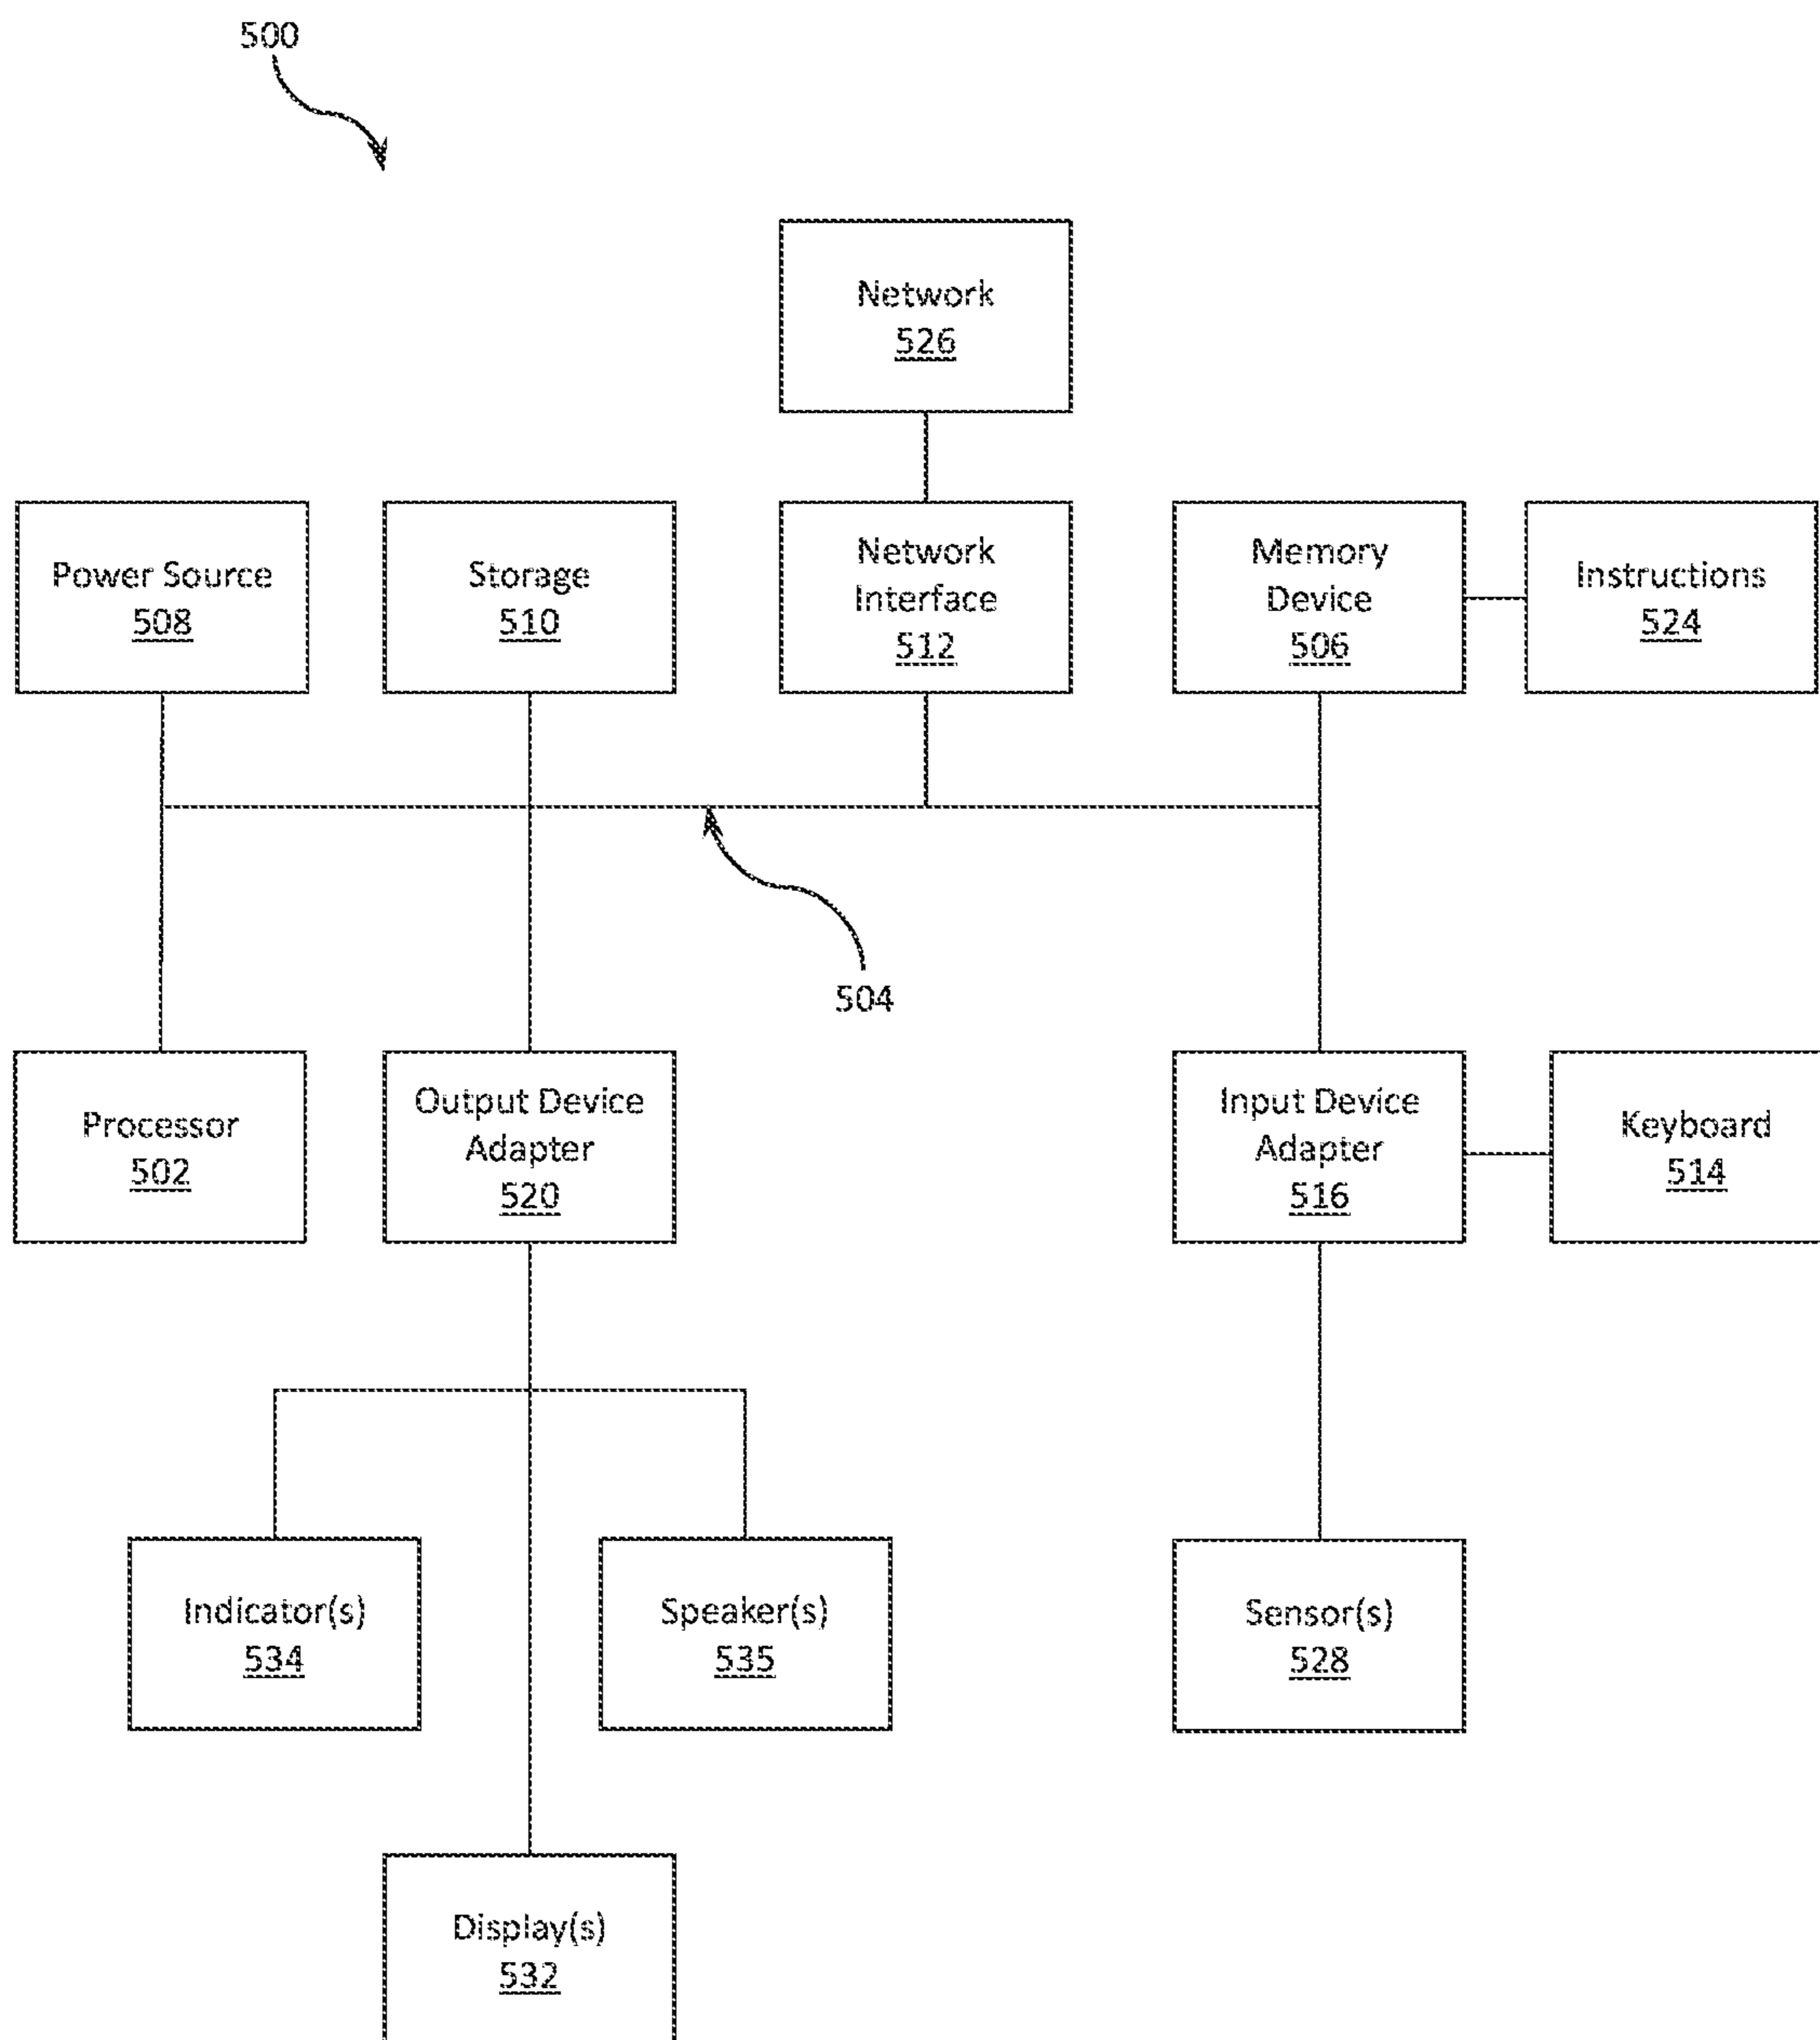 500
Network
526
Power Source
508
Storage
510
Network
Interface
512
Memory
Device
506
Instructions
524
504
Processor
502
Output Device
Adapter
520
Input Device
Adapter
516
Keyboard
514
Indicator(s)
534
Speaker(s)
535
Sensor(s)
528
Display(s)
532